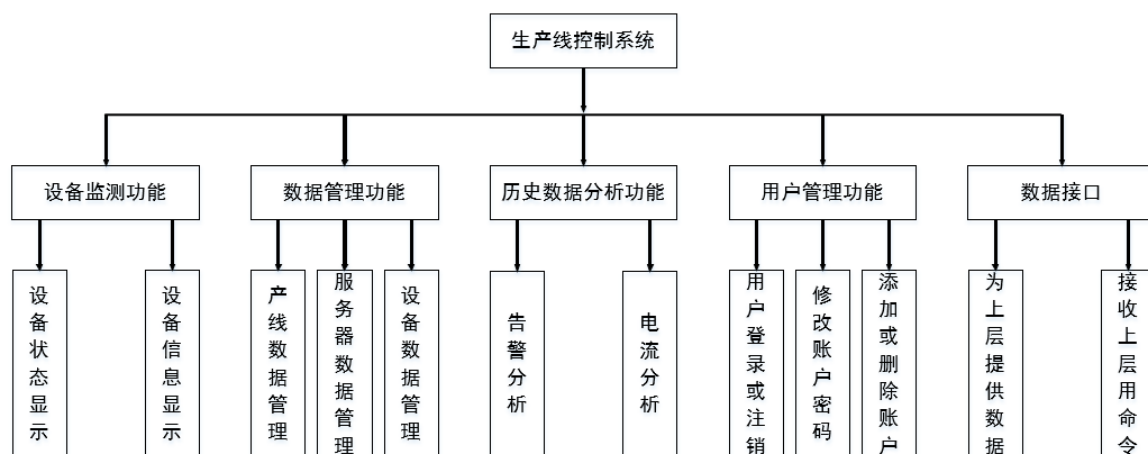 生产线控制系统
设备监测功能
数据管理功能
历史数据分析功能
用户管理功能
数据接口
设备状态显示
设备信息显示
产线数据管理
服务器数据管理
设备数据管理
告警分析
电流分析
用户登录或注销
修改账户密码
添加或删除账户
为上层提供数据
接收上层用命令